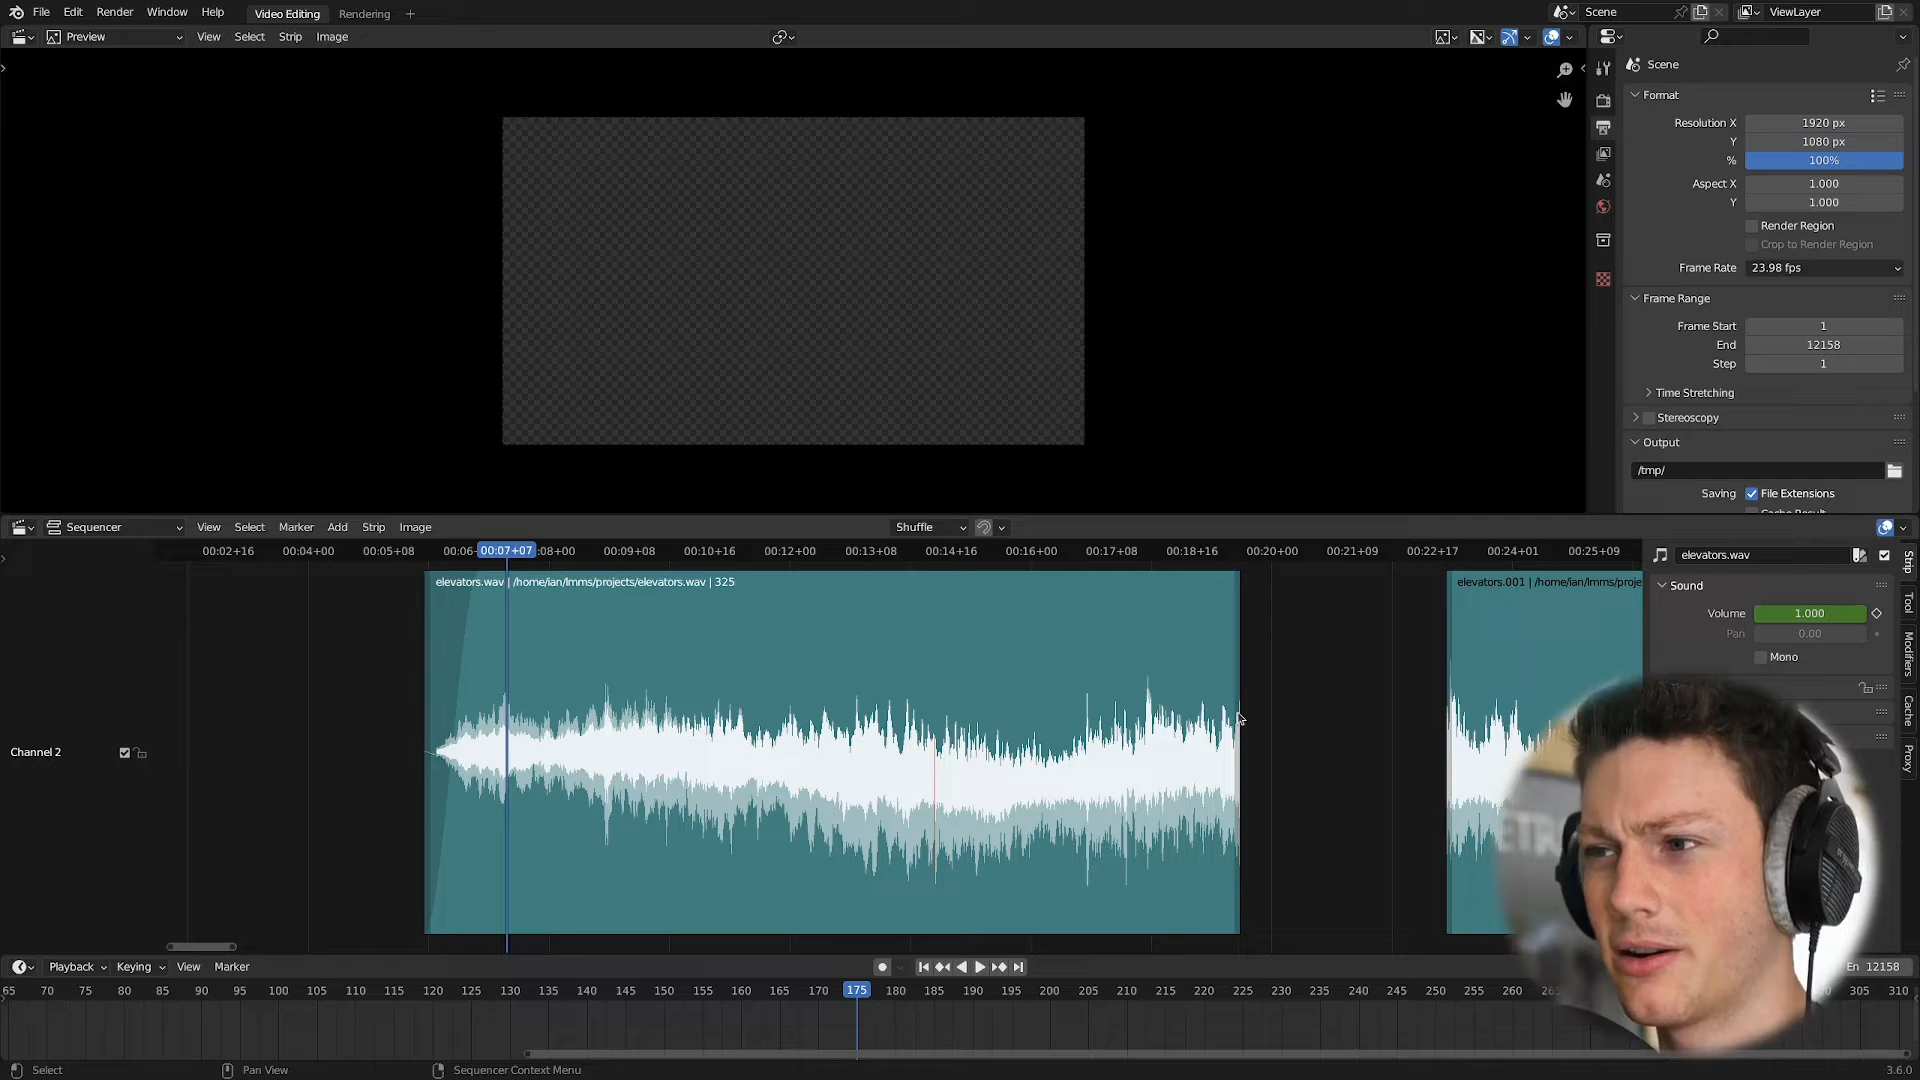 File Edit Render Window Help Video Editing Rendering + Scene ViewLayer
Preview View Select Strip Image
Scene
Format
Resolution X 1920 px
Y 1080 px
% 100%
Aspect X 1.000
Y 1.000
Render Region
Crop to Render Region
Frame Rate 23.98 fps
Frame Range
Frame Start 1
End 12158
Step 1
Time Stretching
Stereoscopy
Output
/tmp/
Saving File Extensions
Cache Result
Sequencer View Select Marker Add Strip Image Shuffle
00:02+16 00:04+00 00:05+08 00:06+ 00:07+07 :08+00 00:09+08 00:10+16 00:12+00 00:13+08 00:14+16 00:16+00 00:17+08 00:18+16 00:20+00 00:21+09 00:22+17 00:24+01 00:25+09
elevators.wav
elevators.wav | /home/ian/lmms/projects/elevators.wav | 325
elevators.001 | /home/ian/lmms/proje
Sound
Volume 1.000
Pan 0.00
Mono
Strip
Tool
Modifiers
Cache
Proxy
Channel 2
Playback Keying View Marker En 12158
65 70 75 80 85 90 95 100 105 110 115 120 125 130 135 140 145 150 155 160 165 170 175 180 185 190 195 200 205 210 215 220 225 230 235 240 245 250 255 260 305 310
Select Pan View Sequencer Context Menu 3.6.0